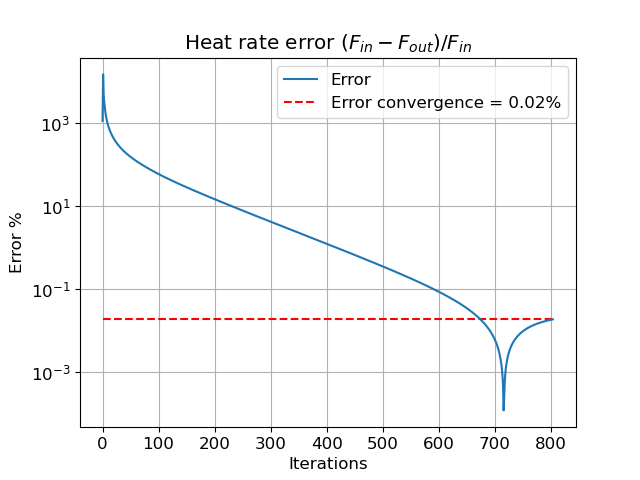 Heat rate error (F_in − F_out)/F_in
Error
Error convergence = 0.02%
10^3
10^1
10^−1
10^−3
Error %
0 100 200 300 400 500 600 700 800
Iterations